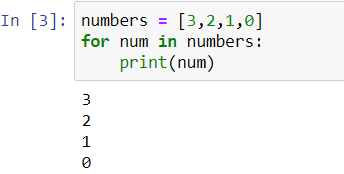 In [3]: numbers = [3,2,1,0]
for num in numbers:
    print(num)
3
2
1
0